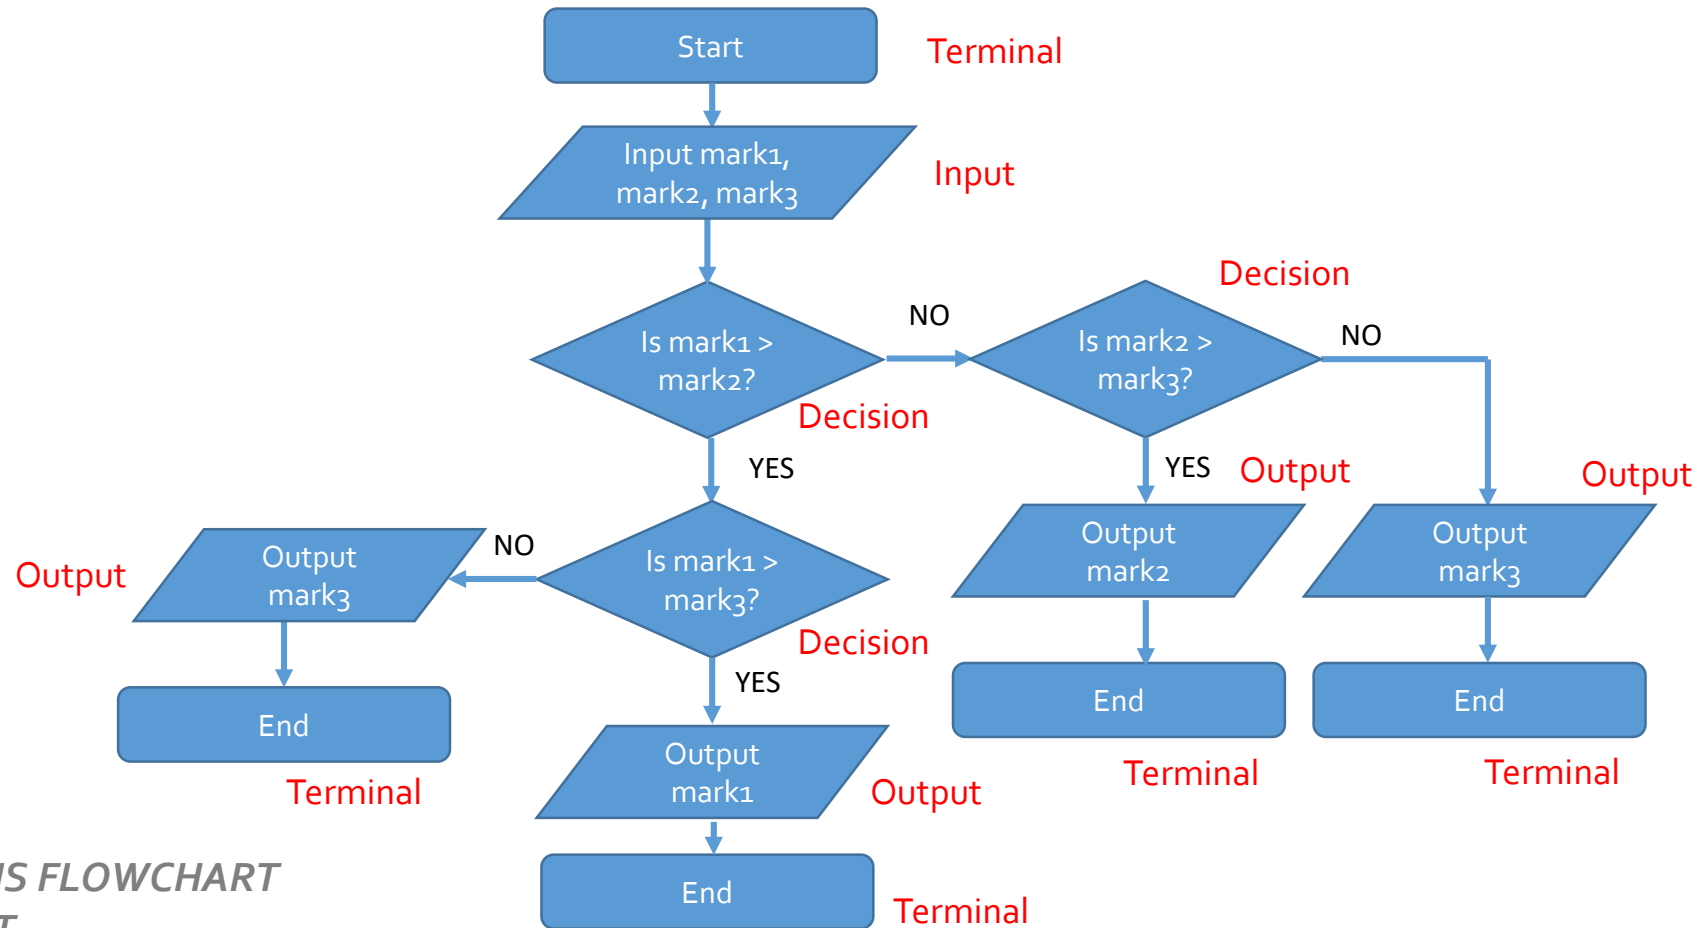 Start
Terminal
Input mark1,
mark2, mark3
Input
Is mark1 >
mark2?
Decision
NO
Is mark2 >
mark3?
Decision
NO
YES
YES
Output
mark2
Output
Output
mark3
Output
Is mark1 >
mark3?
Decision
NO
Output
mark3
Output
End
Terminal
YES
Output
mark1
Output
End
Terminal
End
Terminal
End
Terminal
FLOWCHART